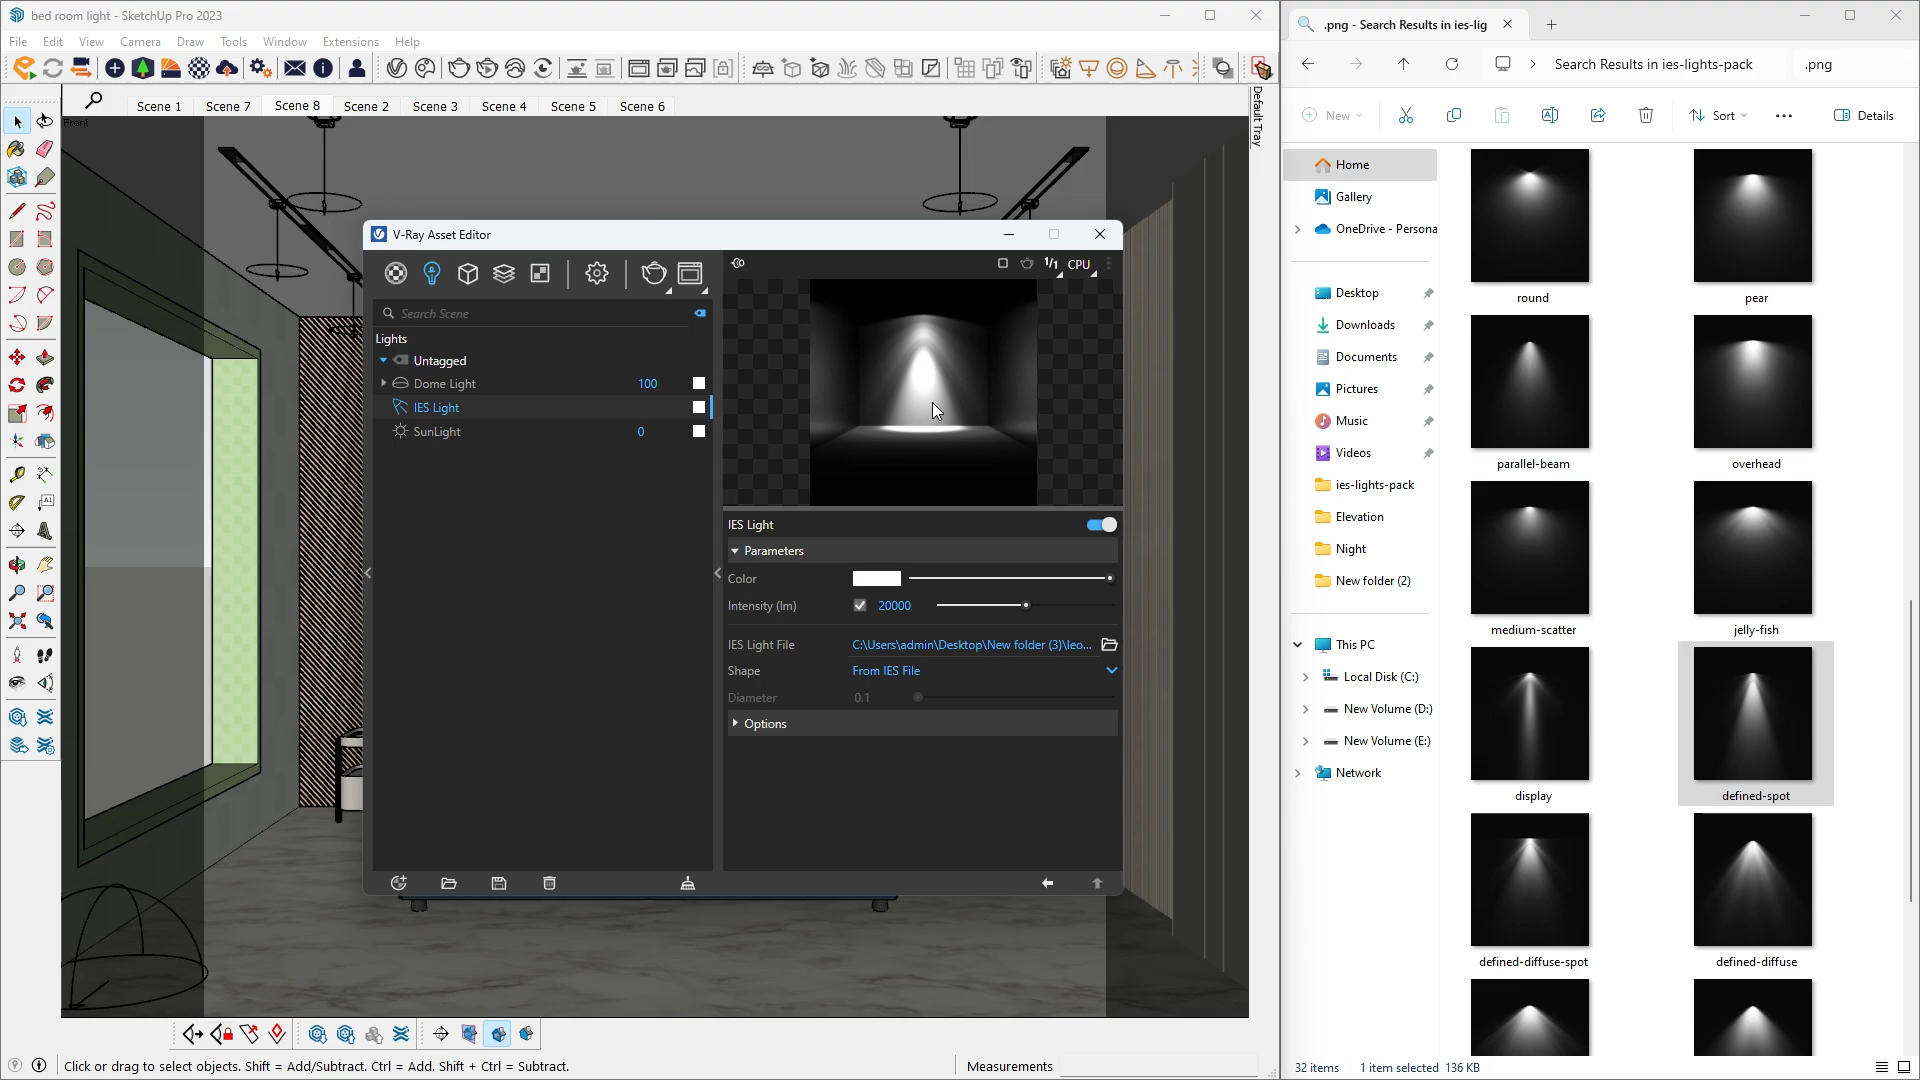 bed room light - SketchUp Pro 2023
File Edit View Camera Draw Tools Window Extensions Help
Scene 1 Scene 7 Scene 8 Scene 2 Scene 3 Scene 4 Scene 5 Scene 6
Front
Default Tray
V-Ray Asset Editor
1/1 CPU
Search Scene
Lights
Untagged
Dome Light 100
IES Light
SunLight 0
IES Light
Parameters
Color
Intensity (lm) 20000
IES Light File C:\Users\admin\Desktop\New folder (3)\leo...
Shape From IES File
Diameter 0.1
Options
Click or drag to select objects. Shift = Add/Subtract. Ctrl = Add. Shift + Ctrl = Subtract.
Measurements
.png - Search Results in ies-lig
Search Results in ies-lights-pack .png
New Sort Details
Home
Gallery
OneDrive - Persona
Desktop
Downloads
Documents
Pictures
Music
Videos
ies-lights-pack
Elevation
Night
New folder (2)
This PC
Local Disk (C:)
New Volume (D:)
New Volume (E:)
Network
round pear
parallel-beam overhead
medium-scatter jelly-fish
display defined-spot
defined-diffuse-spot defined-diffuse
32 items 1 item selected 136 KB